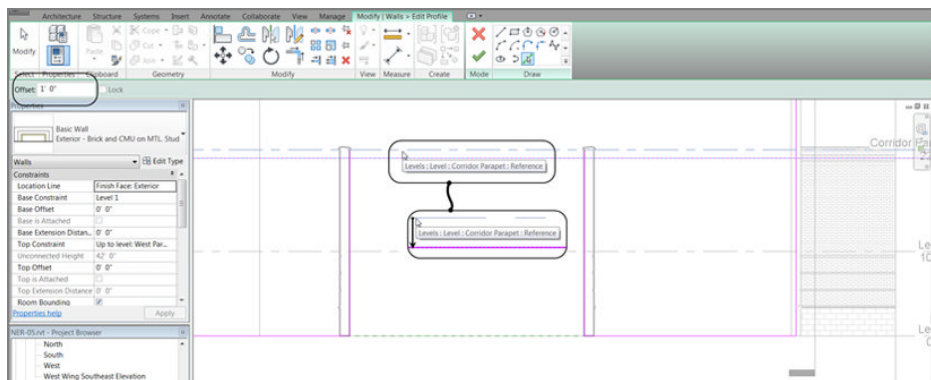 Architecture Structure Systems Insert Annotate Collaborate View Manage Modify | Walls > Edit Profile
Modify
Paste
Cope
Cut
Join
Select Properties Clipboard Geometry Modify View Measure Create Mode Draw
Offset: 1' 0" Lock
Properties
Basic Wall
Exterior - Brick and CMU on MTL. Stud
Walls Edit Type
Constraints
Location Line Finish Face: Exterior
Base Constraint Level 1
Base Offset 0' 0"
Base is Attached
Base Extension Distan... 0' 0"
Top Constraint Up to level: West Par...
Unconnected Height 42' 0"
Top Offset 0' 0"
Top is Attached
Top Extension Distance 0' 0"
Room Bounding
Properties help Apply
NER-05.rvt - Project Browser
North
South
West
West Wing Southeast Elevation
Levels : Level : Corridor Parapet : Reference
Levels : Level : Corridor Parapet : Reference
Corridor Pa
Le
10
Le